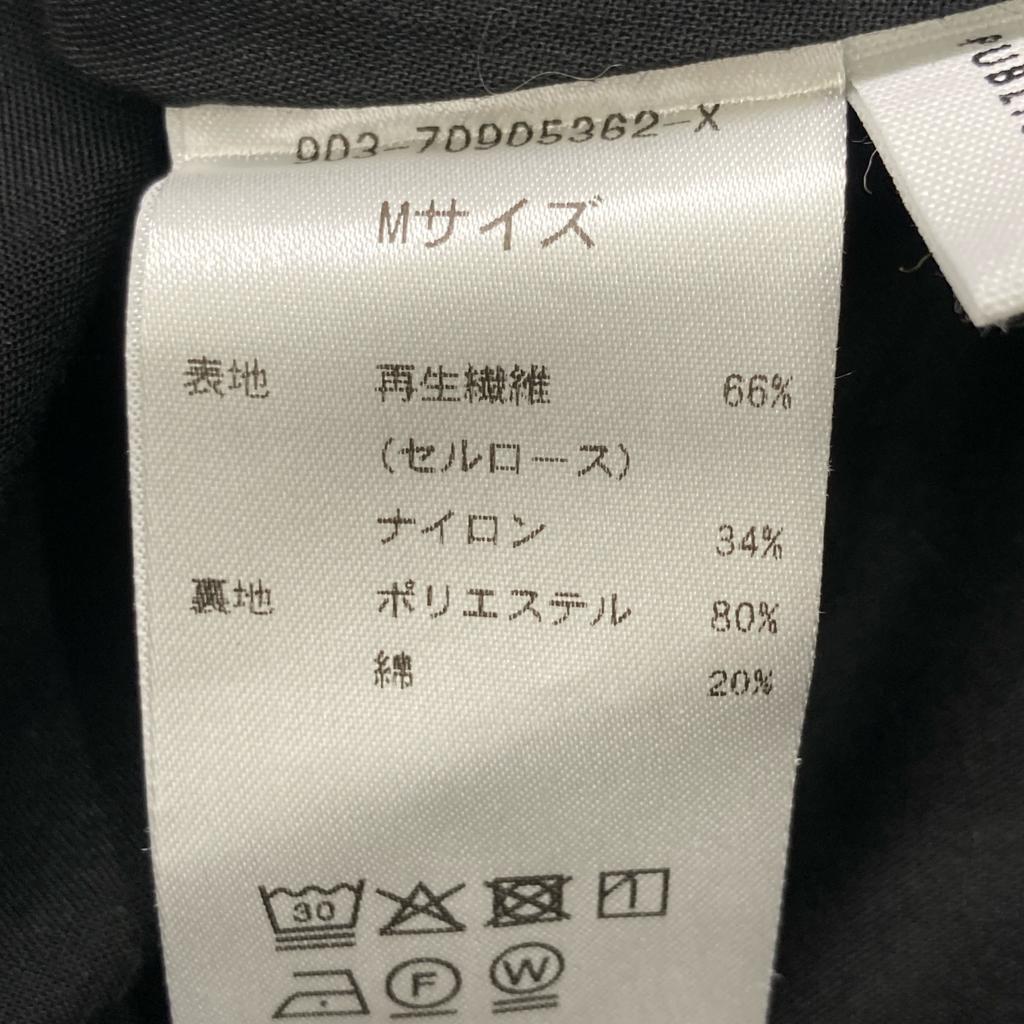 903-70905362-X
Mサイズ
表地 再生繊維 66%
(セルロース)
ナイロン 34%
裏地 ポリエステル 80%
綿 20%
30
F W